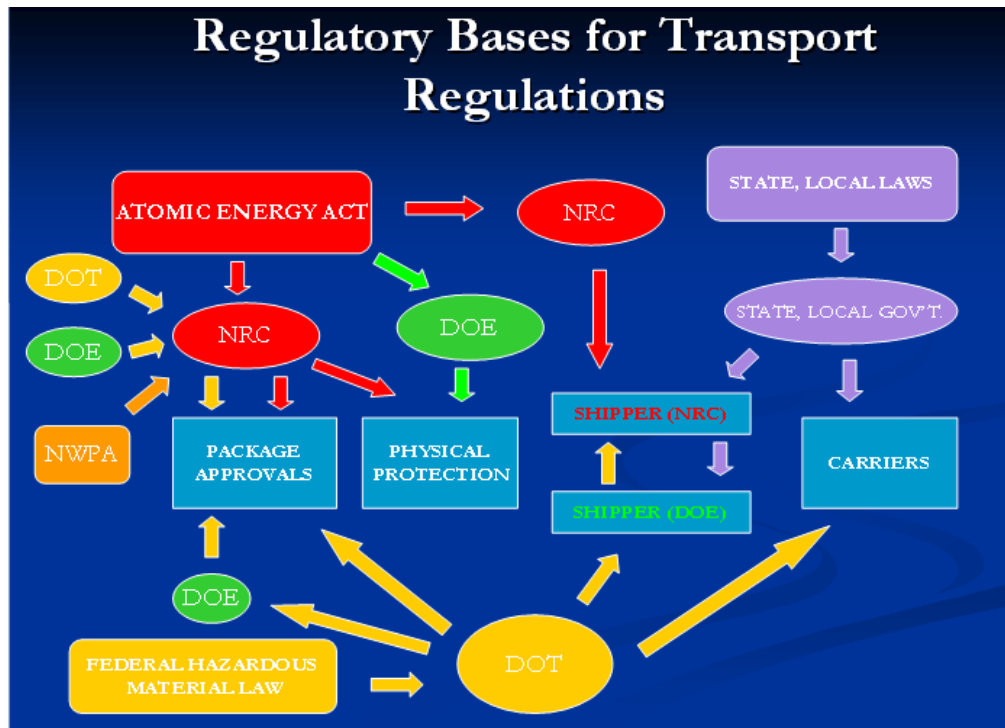 Regulatory Bases for Transport
Regulations
STATE, LOCAL LAWS
ATOMIC ENERGY ACT
NRC
DOT
STATE, LOCAL GOV'T.
NRC
DOE
DOE
SHIPPER (NRC)
NWPA
PACKAGE
APPROVALS
PHYSICAL
PROTECTION
CARRIERS
SHIPPER (DOE)
DOE
FEDERAL HAZARDOUS
MATERIAL LAW
DOT